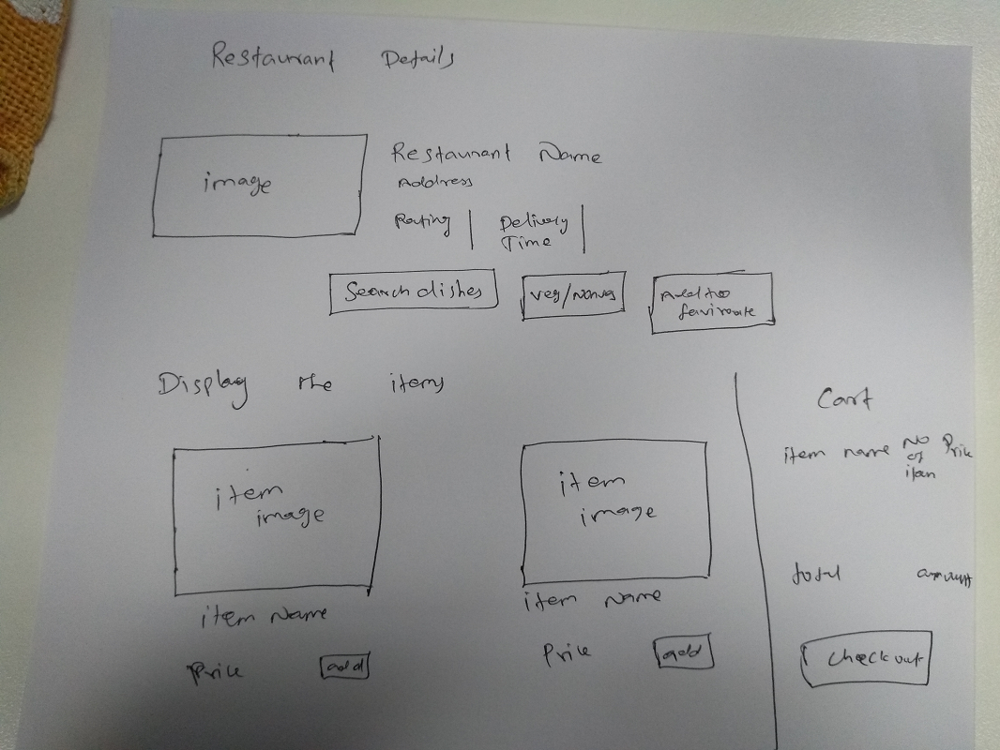 Restaurant Details
image
Restaurant Name
Address
Rating | Delivery Time |
Search dishes
veg/nonveg
Add to
favirote
Display the items
item
image
item Name
Price
add
item
image
item Name
Price
add
Cart
item name
No
of
item
Price
total amount
Checkout